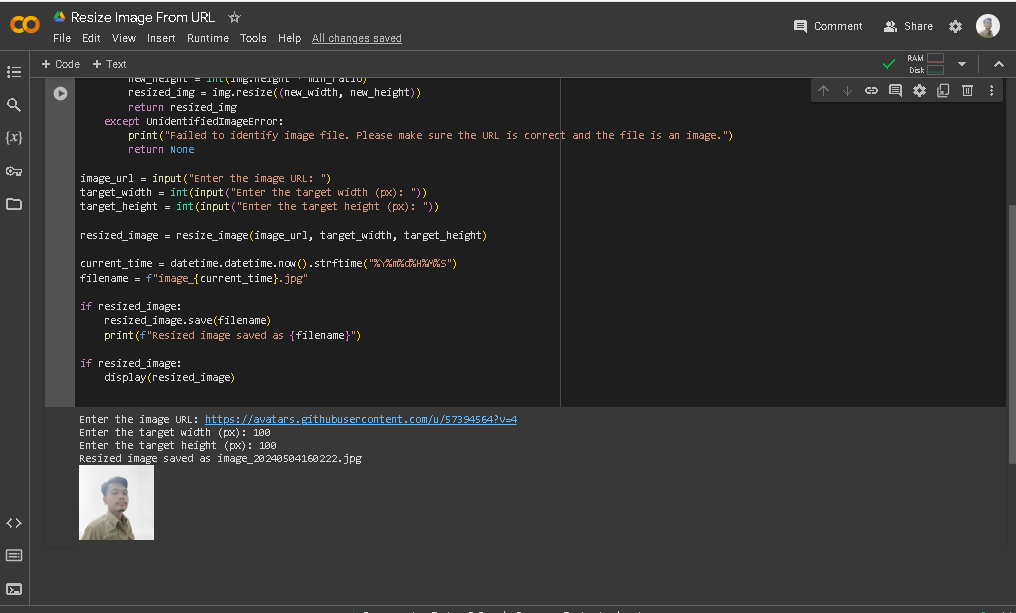 Resize Image From URL
Comment
Share
File Edit View Insert Runtime Tools Help All changes saved
+ Code + Text
RAM
Disk
new_height = int(img.height * min_ratio)
resized_img = img.resize((new_width, new_height))
return resized_img
except UnidentifiedImageError:
print("Failed to identify image file. Please make sure the URL is correct and the file is an image.")
return None
{x}
image_url = input("Enter the image URL: ")
target_width = int(input("Enter the target width (px): "))
target_height = int(input("Enter the target height (px): "))
resized_image = resize_image(image_url, target_width, target_height)
current_time = datetime.datetime.now().strftime("%Y%m%d%H%M%S")
filename = f"image_{current_time}.jpg"
if resized_image:
resized_image.save(filename)
print(f"Resized image saved as {filename}")
if resized_image:
display(resized_image)
Enter the image URL: https://avatars.githubusercontent.com/u/57394564?v=4
Enter the target width (px): 100
Enter the target height (px): 100
Resized image saved as image_20240504160222.jpg